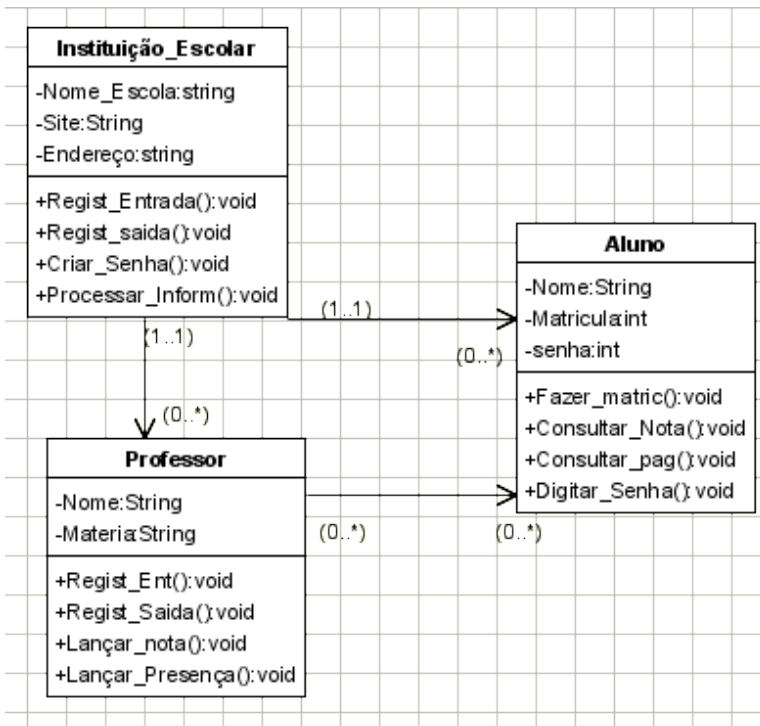 Instituição_Escolar
-Nome_Escola:string
-Site:String
-Endereço:string
+Regist_Entrada():void
+Regist_saida():void
+Criar_Senha():void
+Processar_Inform():void
(1..1)
(1..1)
(0..*)
(0..*)
Aluno
-Nome:String
-Matricula:int
-senha:int
+Fazer_matric():void
+Consultar_Nota():void
+Consultar_pag():void
+Digitar_Senha():void
Professor
-Nome:String
-Materia:String
+Regist_Ent():void
+Regist_Saida():void
+Lançar_nota():void
+Lançar_Presença():void
(0..*)
(0..*)